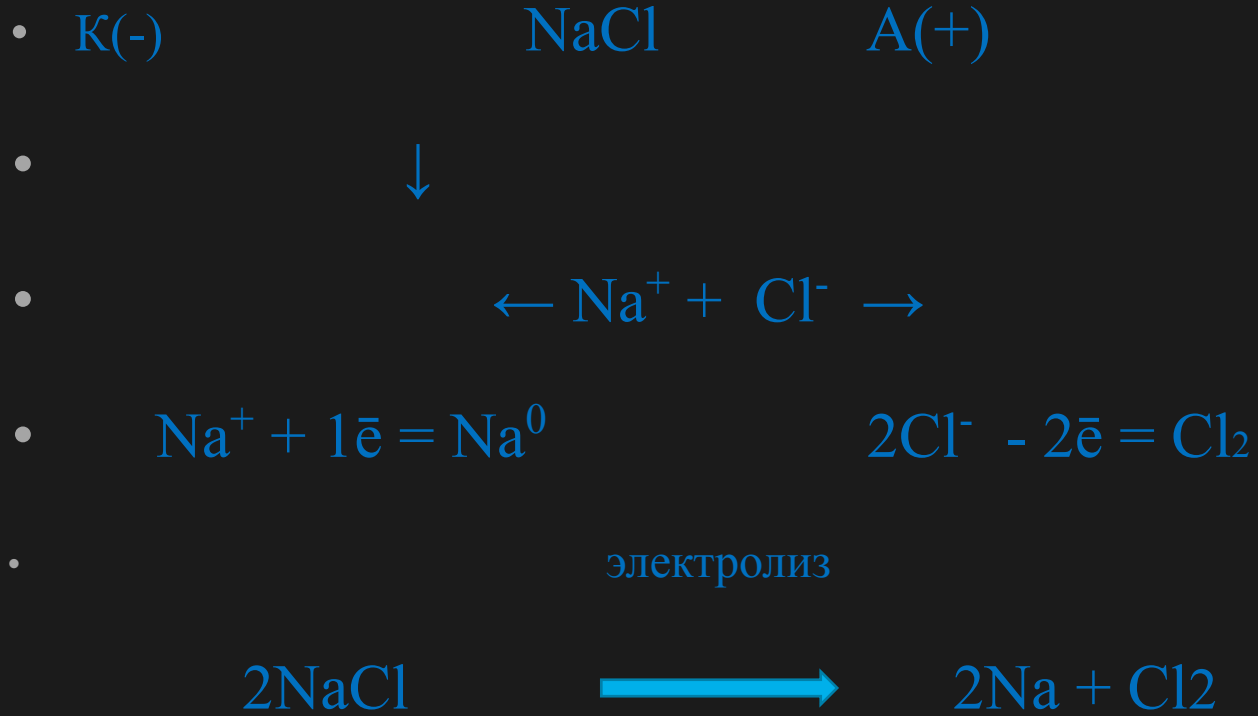 • К(-) NaCl А(+)
• ↓
• ← Na⁺ + Cl⁻ →
• Na⁺ + 1ē = Na⁰ 2Cl⁻ - 2ē = Cl₂
• электролиз
2NaCl → 2Na + Cl2